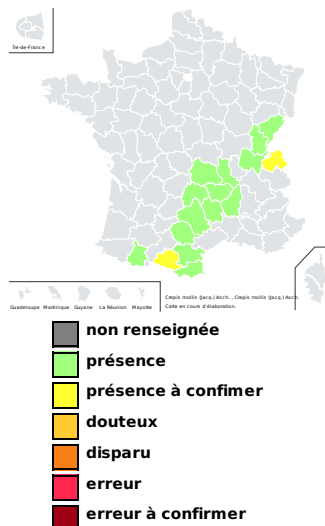 Île-de-France
Guadeloupe Martinique Guyane La Réunion Mayotte
Crepis mollis (Jacq.) Asch. , Crepis mollis (Jacq.) Asch.
Carte en cours d'élaboration.
non renseignée
présence
présence à confimer
douteux
disparu
erreur
erreur à confirmer